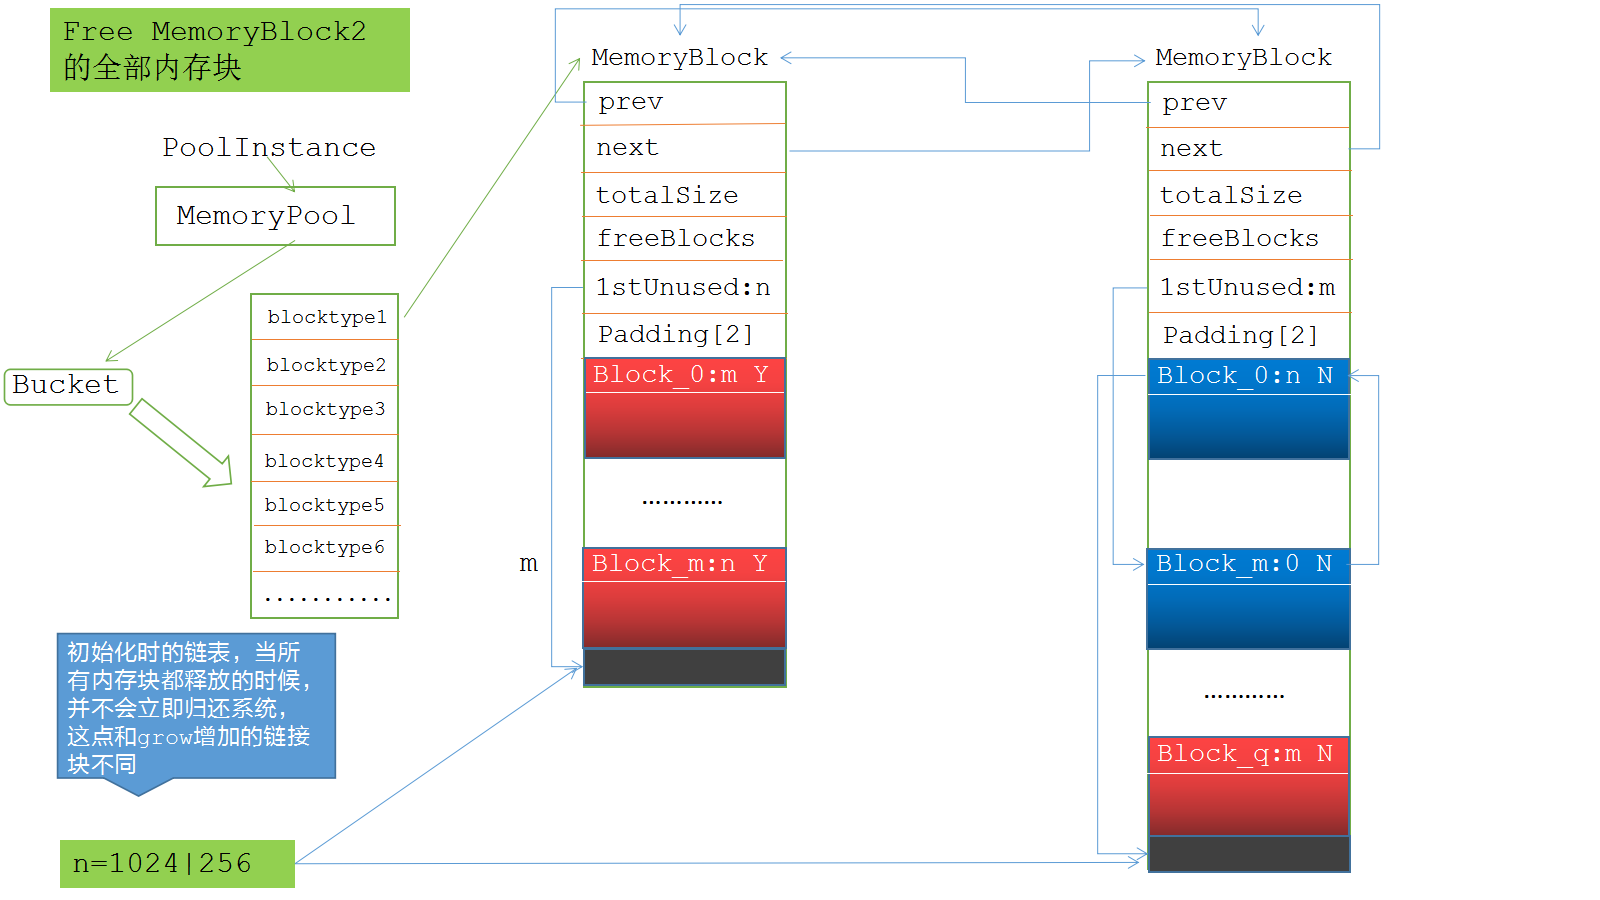 Free MemoryBlock2
的全部内存块
PoolInstance
MemoryPool
Bucket
blocktype1
blocktype2
blocktype3
blocktype4
blocktype5
blocktype6
...........
初始化时的链表，当所
有内存块都释放的时候，
并不会立即归还系统，
这点和grow增加的链接
块不同
n=1024|256
MemoryBlock
prev
next
totalSize
freeBlocks
1stUnused:n
Padding[2]
Block_0:m Y
…………
m
Block_m:n Y
MemoryBlock
prev
next
totalSize
freeBlocks
1stUnused:m
Padding[2]
Block_0:n N
Block_m:0 N
…………
Block_q:m N